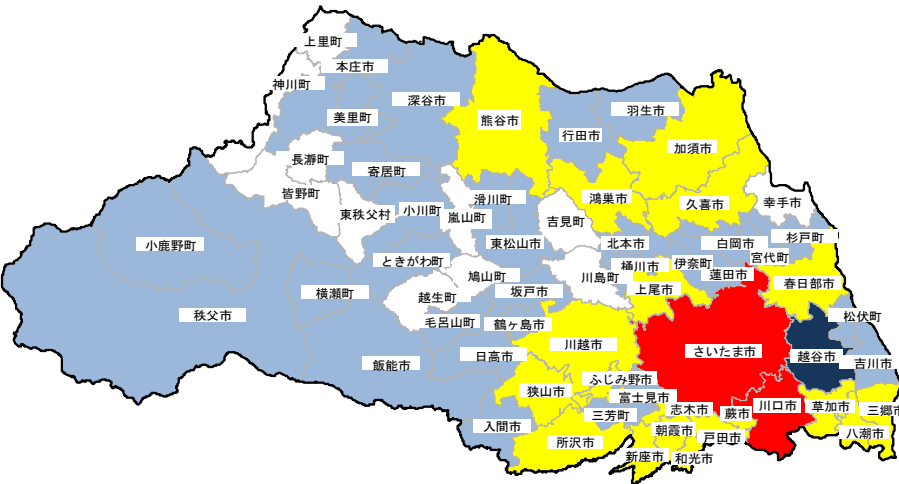 上里町
本庄市
神川町
深谷市
美里町
熊谷市
羽生市
行田市
加須市
長瀞町
寄居町
皆野町
滑川町
鴻巣市
久喜市
幸手市
東秩父村
小川町
嵐山町
吉見町
小鹿野町
東松山市
北本市
白岡市
杉戸町
ときがわ町
宮代町
伊奈町
桶川市
蓮田市
鳩山町
川島町
春日部市
横瀬町
越生町
坂戸市
上尾市
秩父市
毛呂山町
鶴ヶ島市
松伏町
川越市
さいたま市
日高市
越谷市
飯能市
吉川市
ふじみ野市
狭山市
富士見市
三芳町
志木市
蕨市
川口市
草加市
三郷
入間市
朝霞市
戸田市
八潮市
所沢市
新座市
和光市